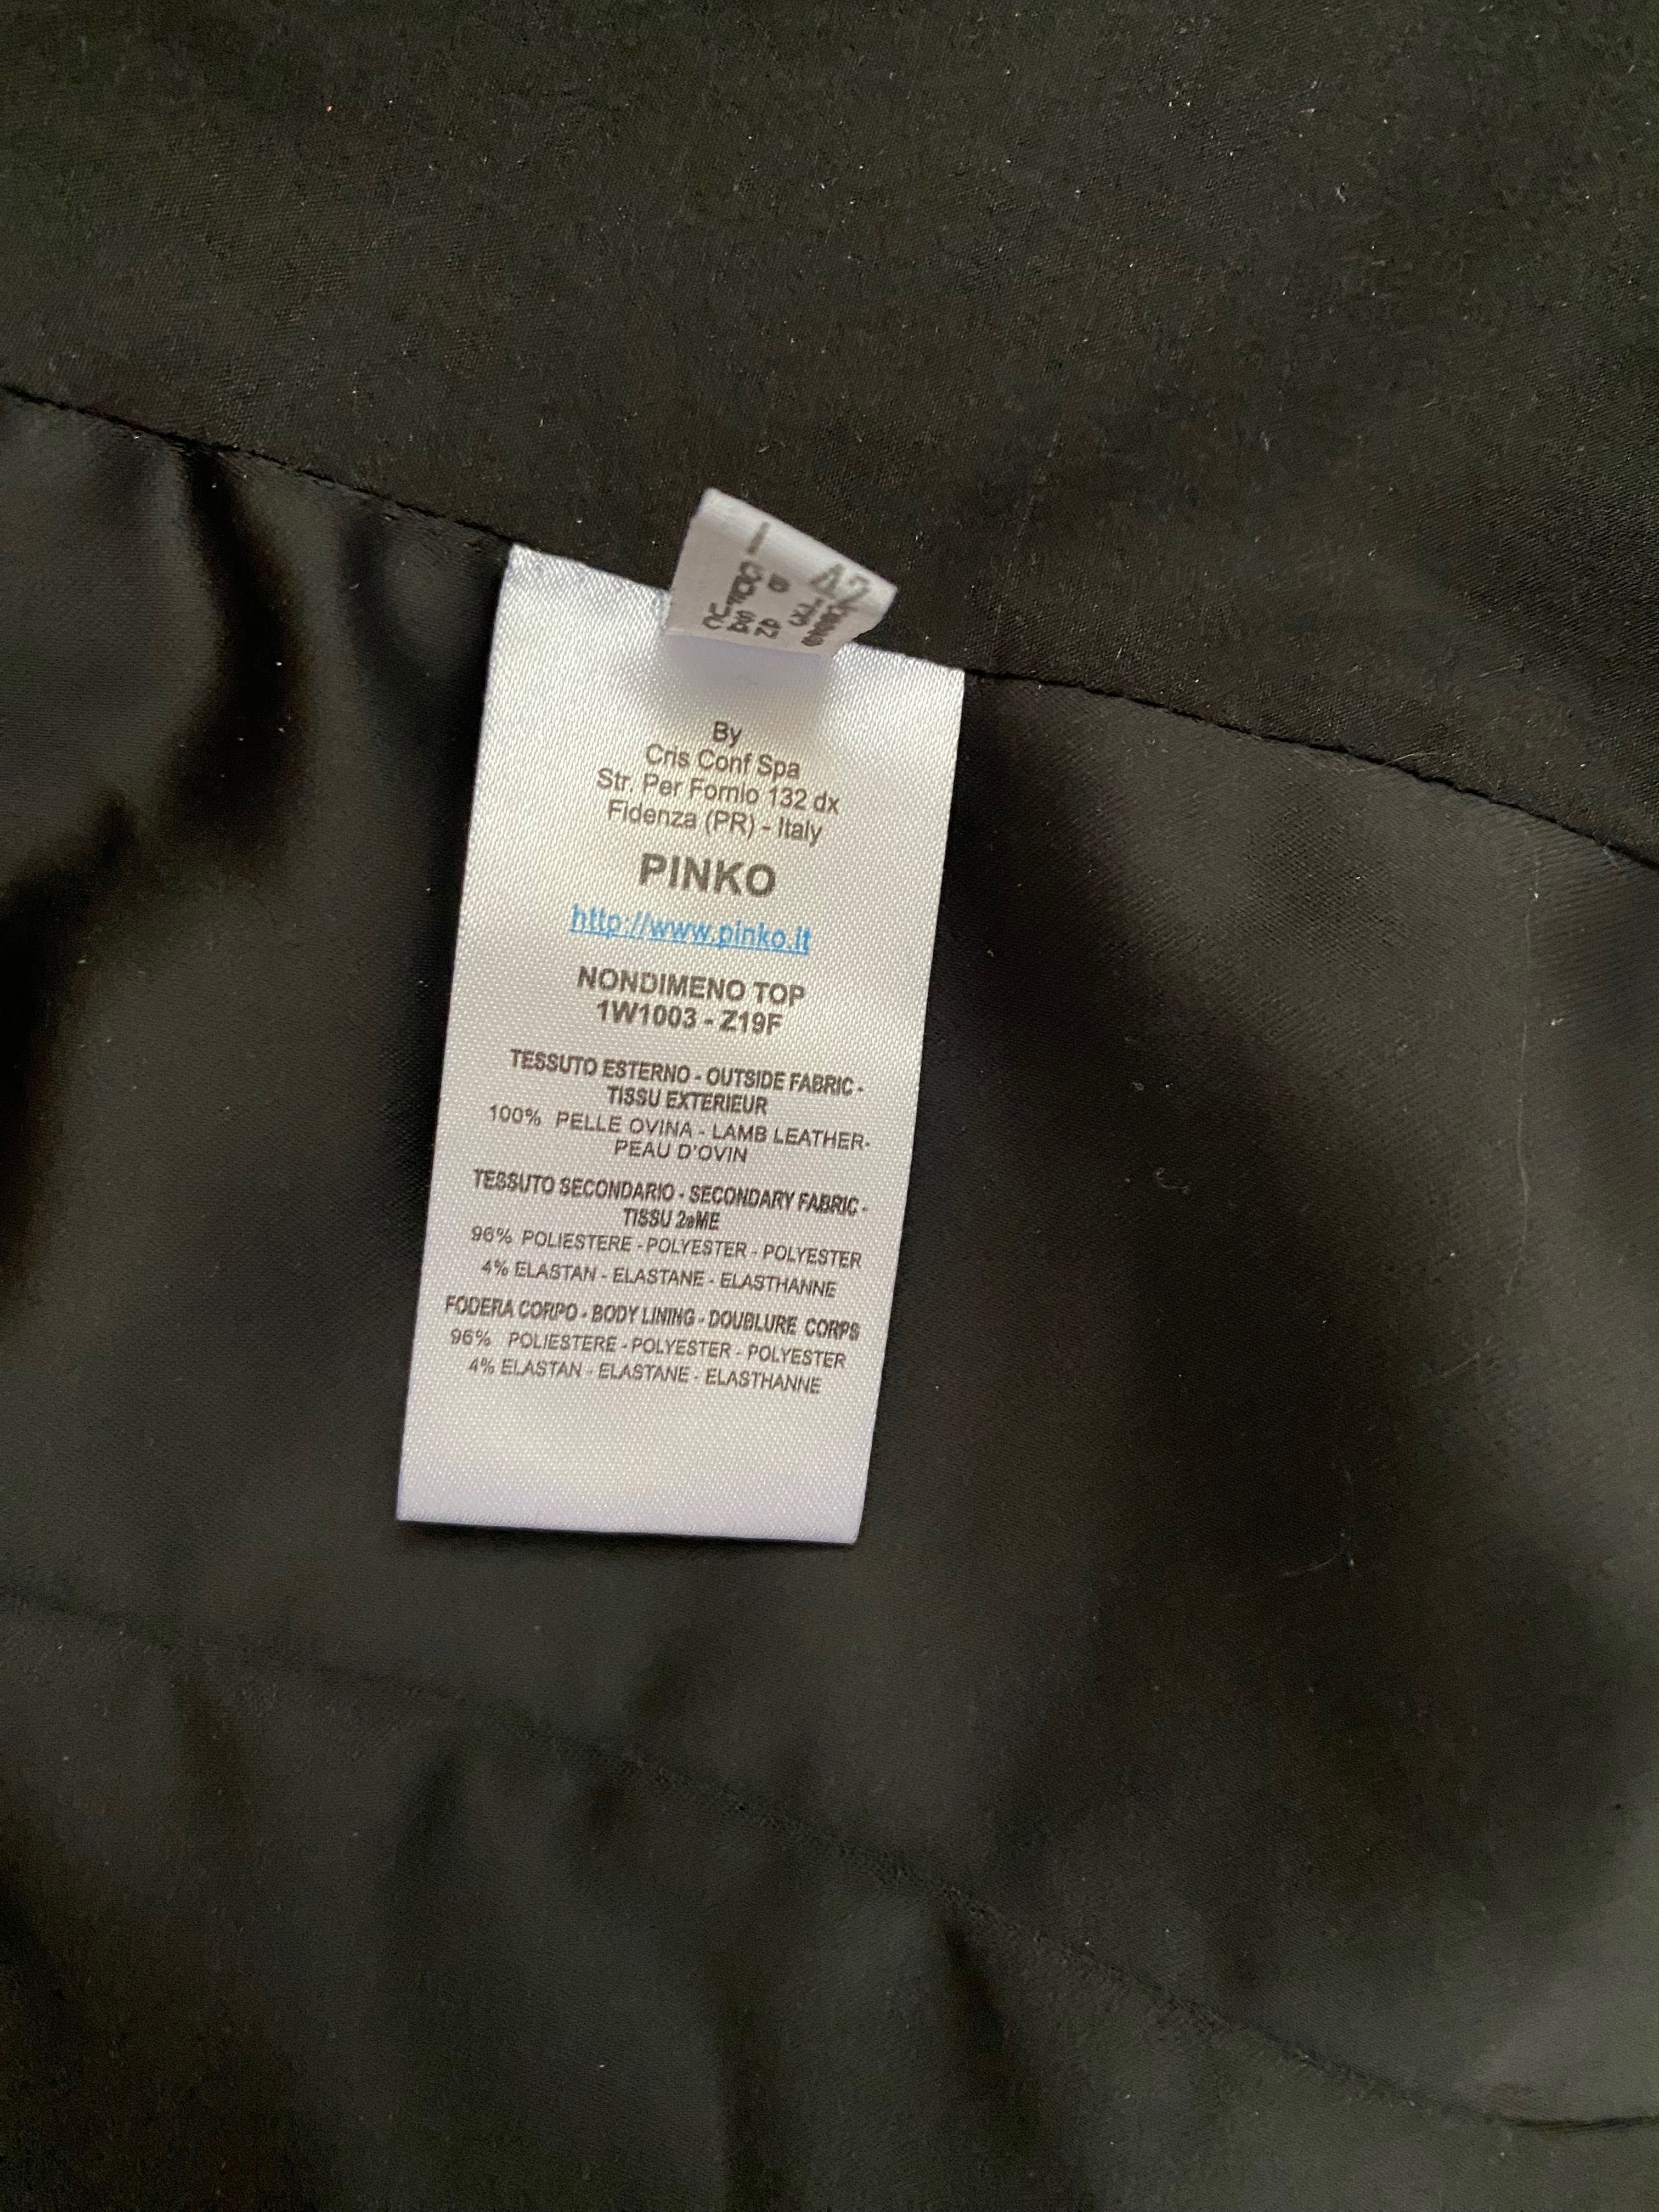 42
By
Cris Conf Spa
Str. Per Fornio 132 dx
Fidenza (PR) - Italy
PINKO
http://www.pinko.it
NONDIMENO TOP
1W1003 - Z19F
TESSUTO ESTERNO - OUTSIDE FABRIC -
TISSU EXTERIEUR
100% PELLE OVINA - LAMB LEATHER-
PEAU D'OVIN
TESSUTO SECONDARIO - SECONDARY FABRIC -
TISSU 2eME
96% POLIESTERE - POLYESTER - POLYESTER
4% ELASTAN - ELASTANE - ELASTHANNE
FODERA CORPO - BODY LINING - DOUBLURE CORPS
96% POLIESTERE - POLYESTER - POLYESTER
4% ELASTAN - ELASTANE - ELASTHANNE